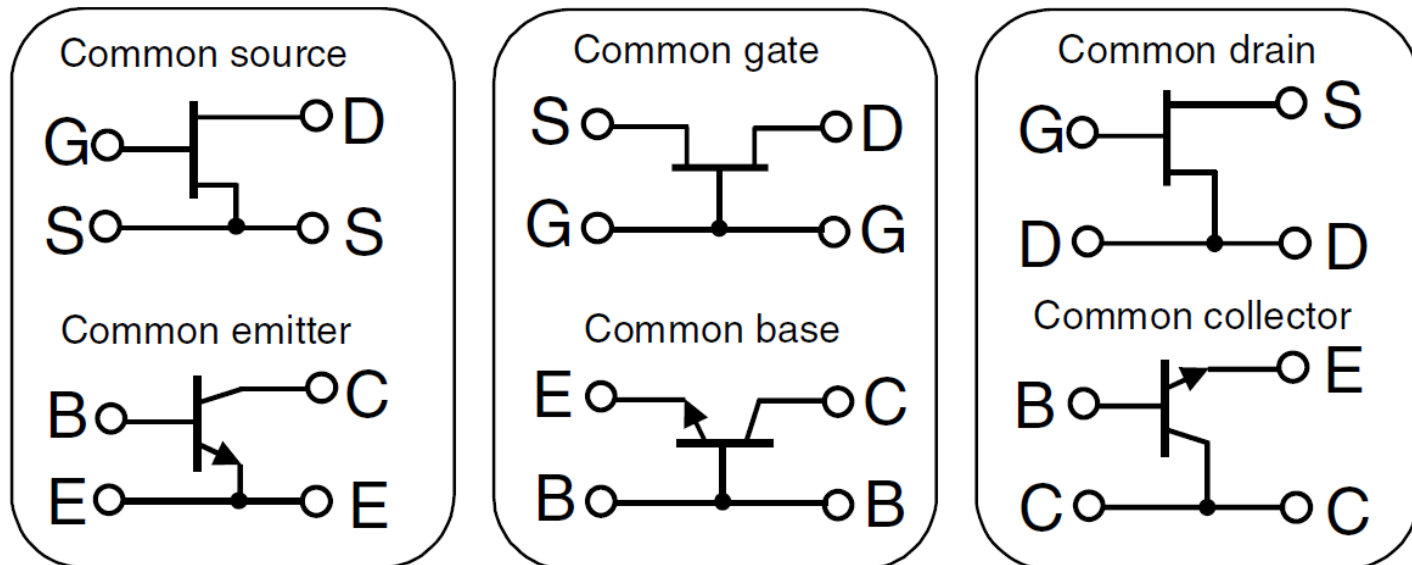 Common source
G D
S S
Common emitter
B C
E E
Common gate
S D
G G
Common base
E C
B B
Common drain
G S
D D
Common collector
B E
C C